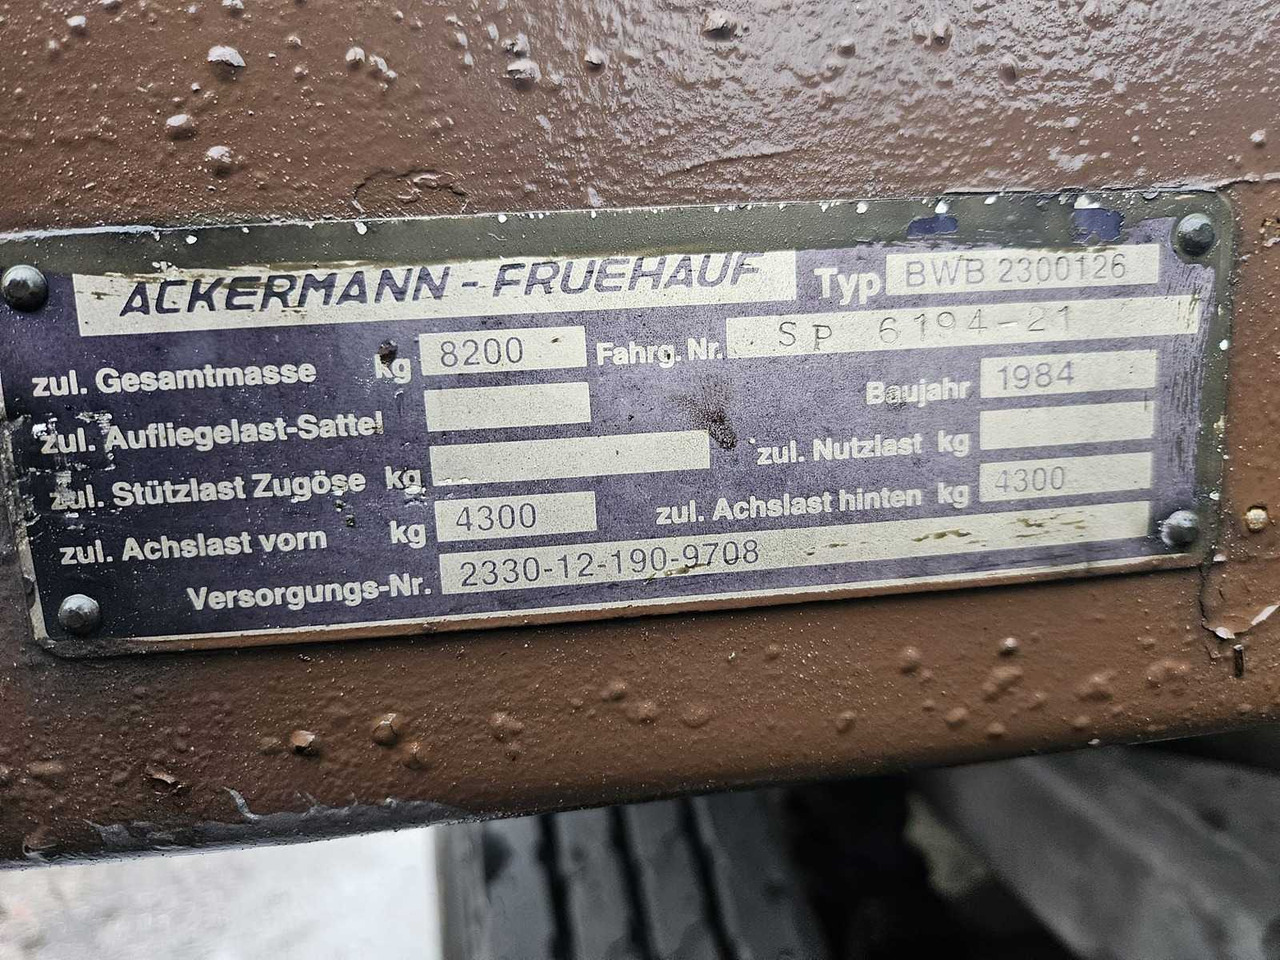 ACKERMANN - FRUEHAUF Typ BWB 2300126
zul. Gesamtmasse kg 8200 Fahrg. Nr. SP 6194-21
zul. Aufliegelast-Sattel Baujahr 1984
zul. Stützlast Zugöse kg zul. Nutzlast kg
zul. Achslast vorn kg 4300 zul. Achslast hinten kg 4300
Versorgungs-Nr. 2330-12-190-9708